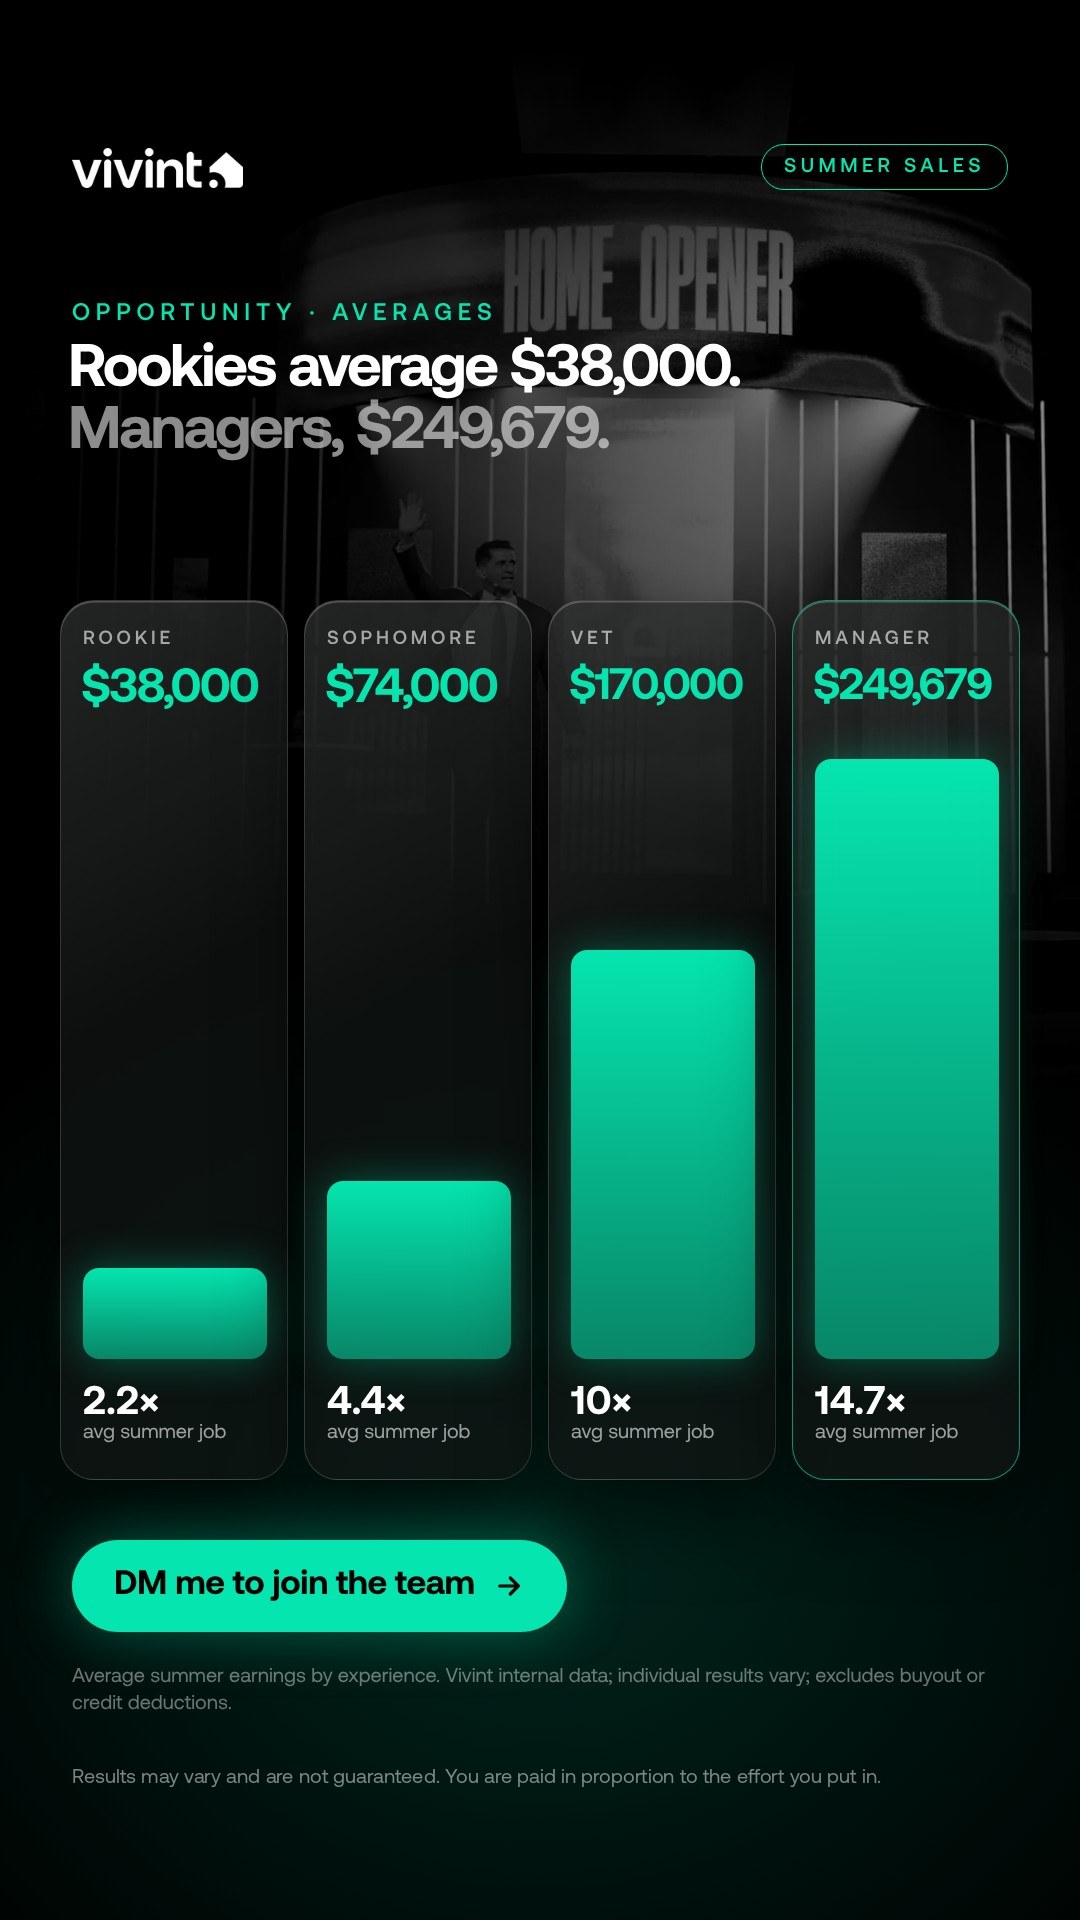 vivint
SUMMER SALES
HOME OPENER
OPPORTUNITY · AVERAGES
Rookies average $38,000.
Managers, $249,679.
ROOKIE
$38,000
2.2×
avg summer job
SOPHOMORE
$74,000
4.4×
avg summer job
VET
$170,000
10×
avg summer job
MANAGER
$249,679
14.7×
avg summer job
DM me to join the team →
Average summer earnings by experience. Vivint internal data; individual results vary; excludes buyout or
credit deductions.
Results may vary and are not guaranteed. You are paid in proportion to the effort you put in.